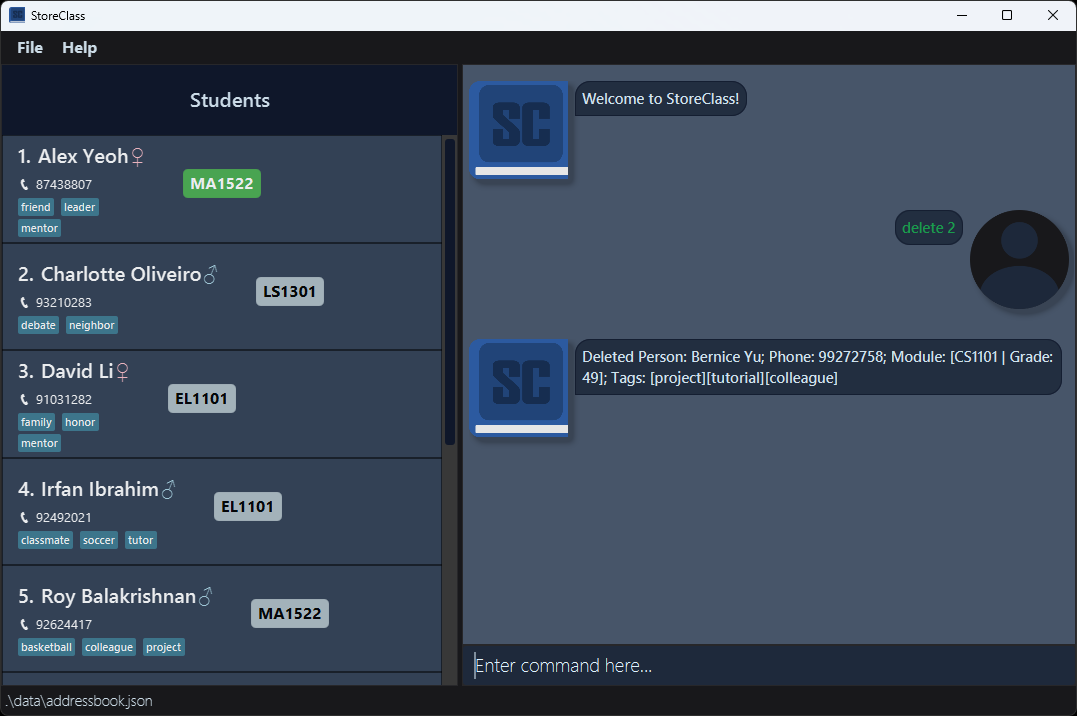 StoreClass
File Help
Students
1. Alex Yeoh♀
87438807
MA1522
friend leader
mentor
2. Charlotte Oliveiro♂
93210283
LS1301
debate neighbor
3. David Li♀
91031282
EL1101
family honor
mentor
4. Irfan Ibrahim♂
92492021
EL1101
classmate soccer tutor
5. Roy Balakrishnan♂
92624417
MA1522
basketball colleague project
SC
Welcome to StoreClass!
delete 2
SC
Deleted Person: Bernice Yu; Phone: 99272758; Module: [CS1101 | Grade:
49]; Tags: [project][tutorial][colleague]
Enter command here...
.\data\addressbook.json